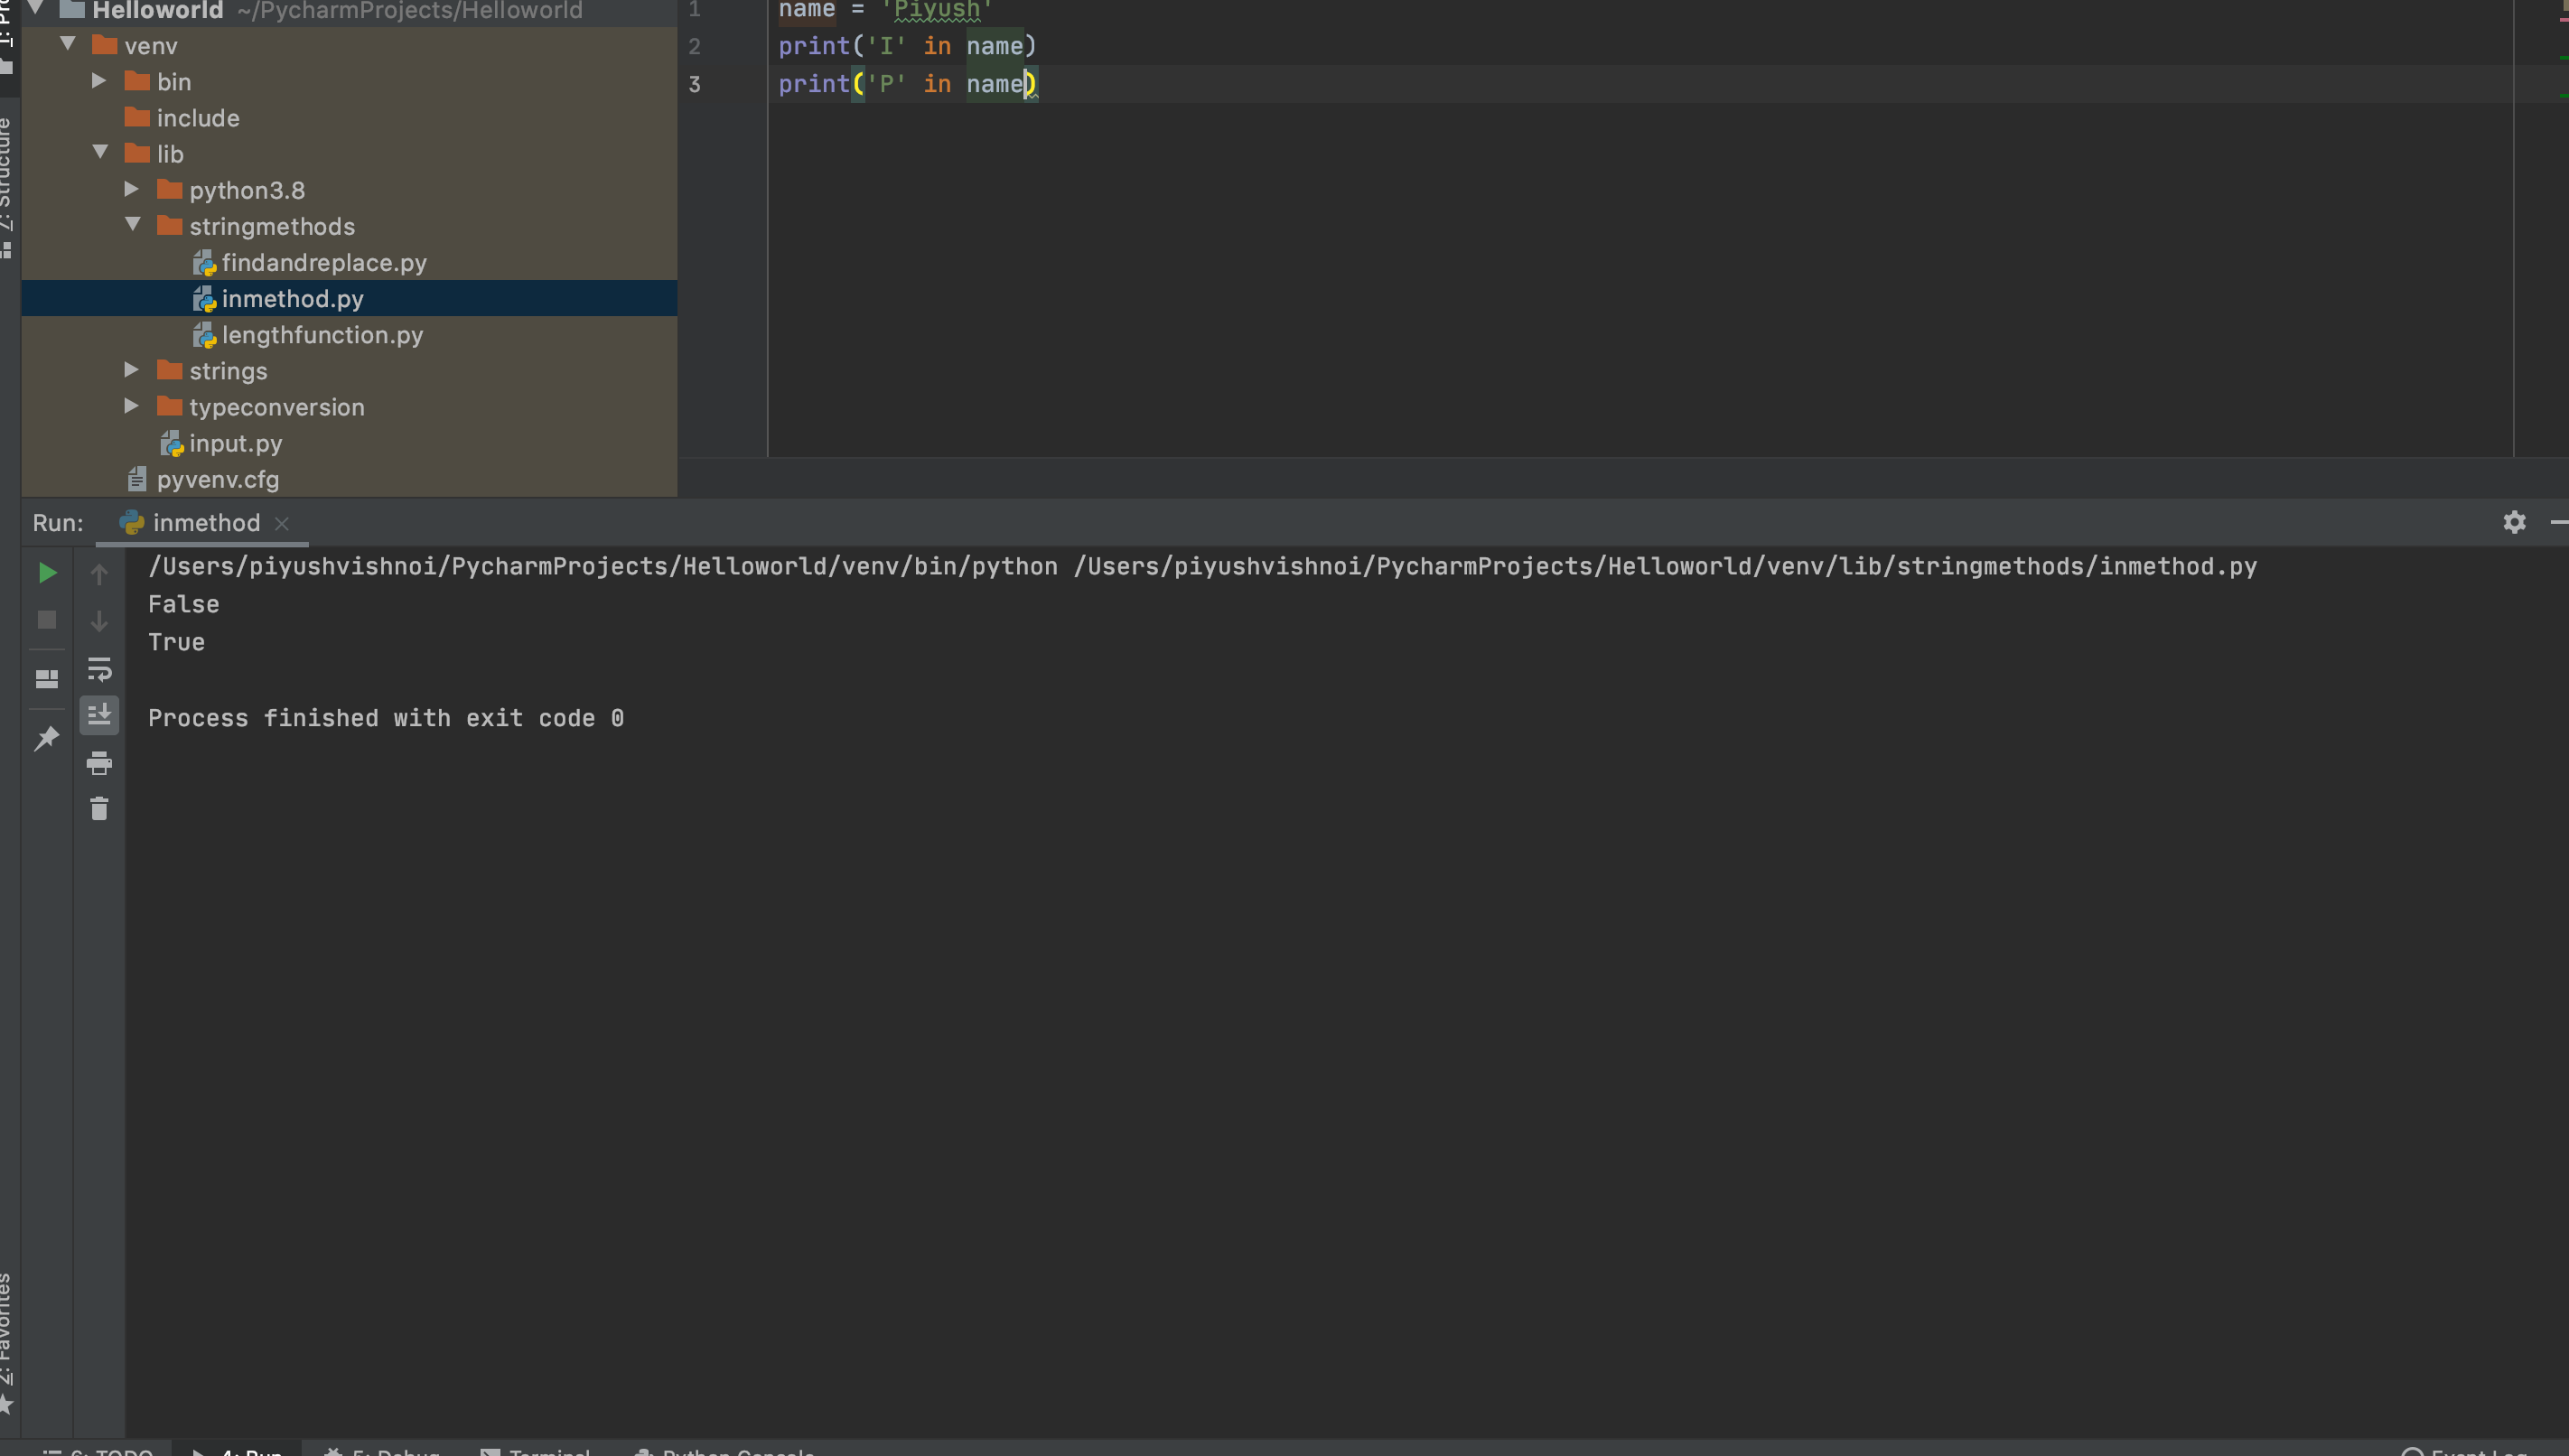 Helloworld ~/PycharmProjects/Helloworld
venv
bin
include
lib
python3.8
stringmethods
findandreplace.py
inmethod.py
lengthfunction.py
strings
typeconversion
input.py
pyvenv.cfg
Z: Structure
1 name = 'Piyush'
2 print('I' in name)
3 print('P' in name)
Run: inmethod
/Users/piyushvishnoi/PycharmProjects/Helloworld/venv/bin/python /Users/piyushvishnoi/PycharmProjects/Helloworld/venv/lib/stringmethods/inmethod.py
False
True
Process finished with exit code 0
2: Favorites
6: TODO 4: Run 5: Debug Terminal Python Console Event Log